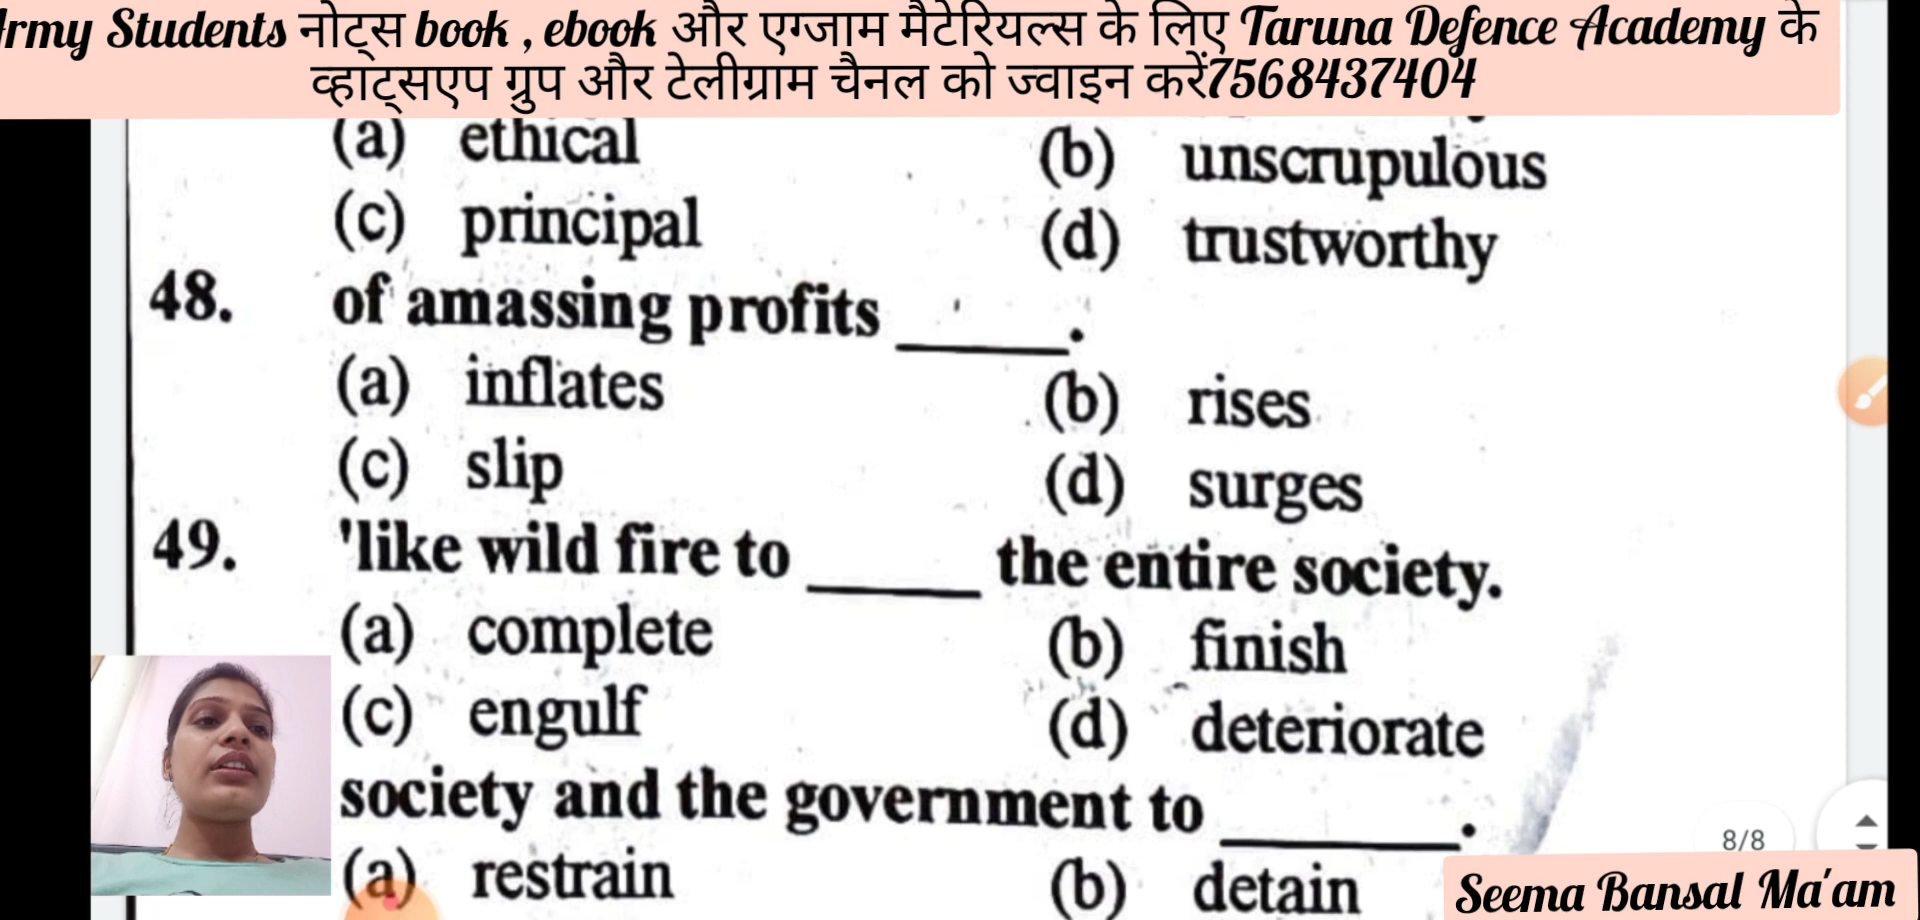 Army Students नोट्स book , ebook और एग्जाम मैटेरियल्स के लिए Taruna Defence Academy के
व्हाट्सएप ग्रुप और टेलीग्राम चैनल को ज्वाइन करें7568437404
(a) ethical (b) unscrupulous
(c) principal (d) trustworthy
48. of amassing profits ______.
(a) inflates (b) rises
(c) slip (d) surges
49. 'like wild fire to ______ the entire society.
(a) complete (b) finish
(c) engulf (d) deteriorate
society and the government to ________.
(a) restrain (b) detain
8/8
Seema Bansal Ma'am